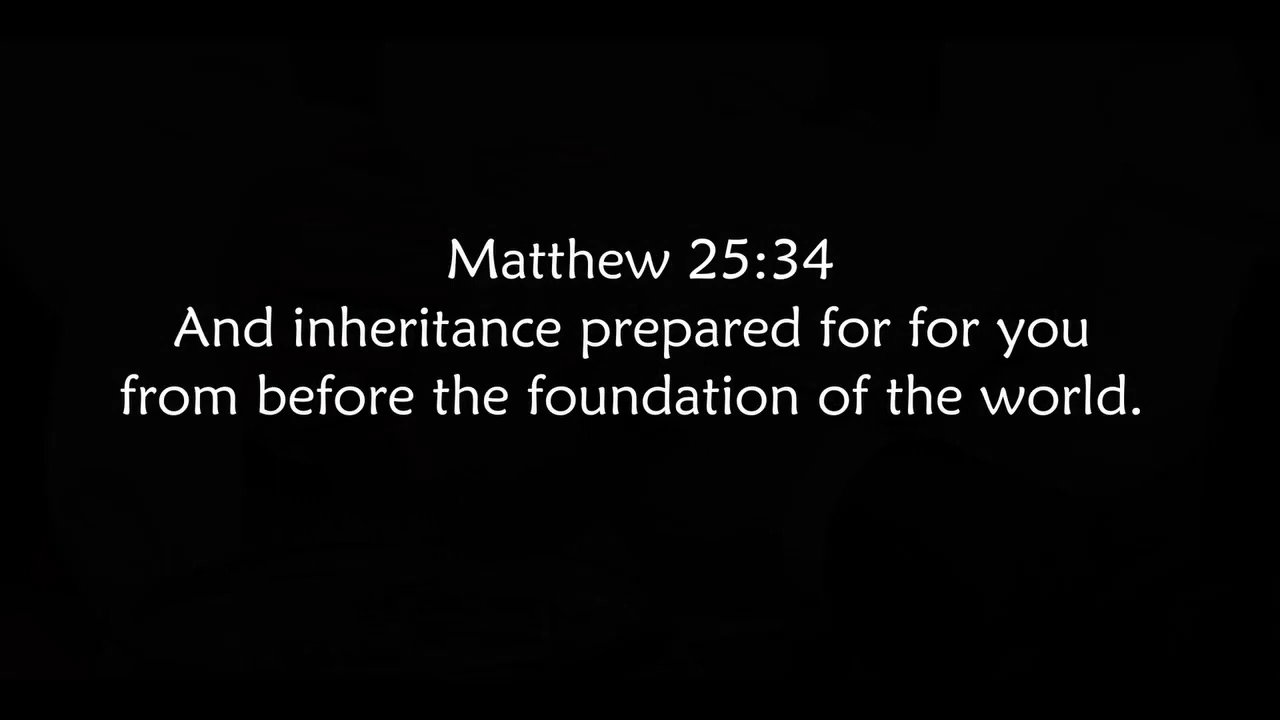 Matthew 25:34
And inheritance prepared for for you
from before the foundation of the world.